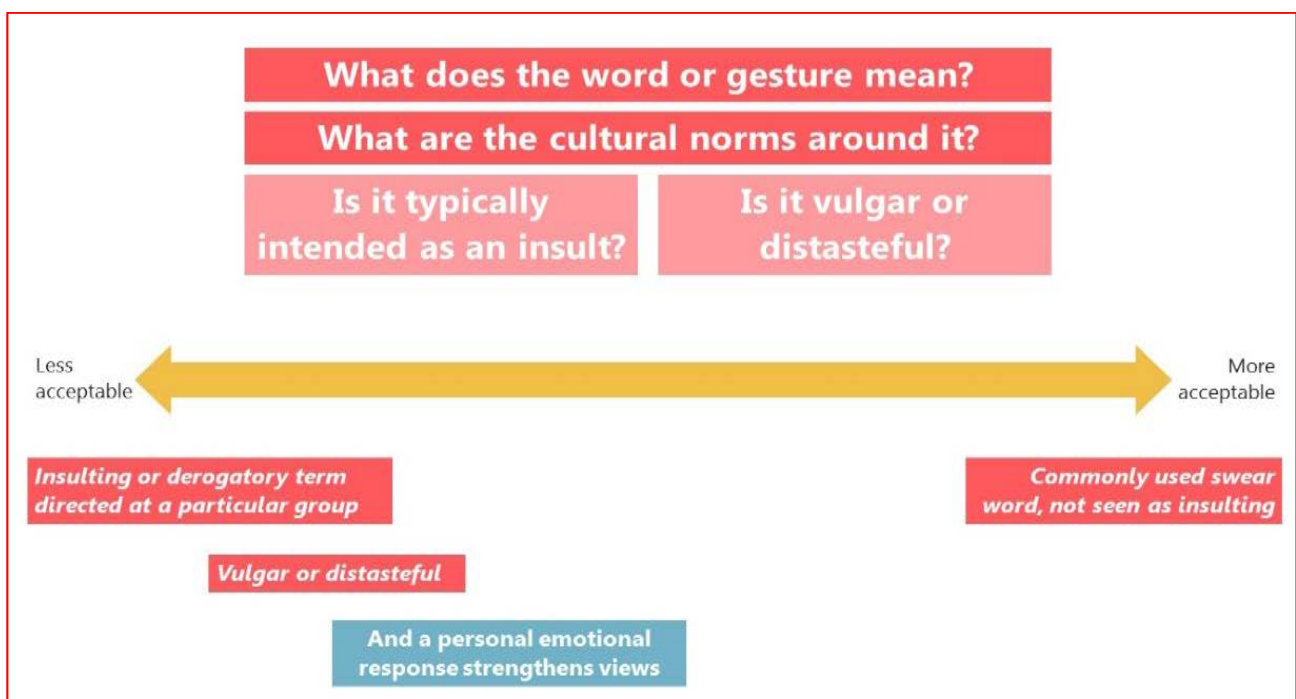 What does the word or gesture mean?
What are the cultural norms around it?
Is it typically
intended as an insult?
Is it vulgar or
distasteful?
Less
acceptable
More
acceptable
Insulting or derogatory term
directed at a particular group
Commonly used swear
word, not seen as insulting
Vulgar or distasteful
And a personal emotional
response strengthens views